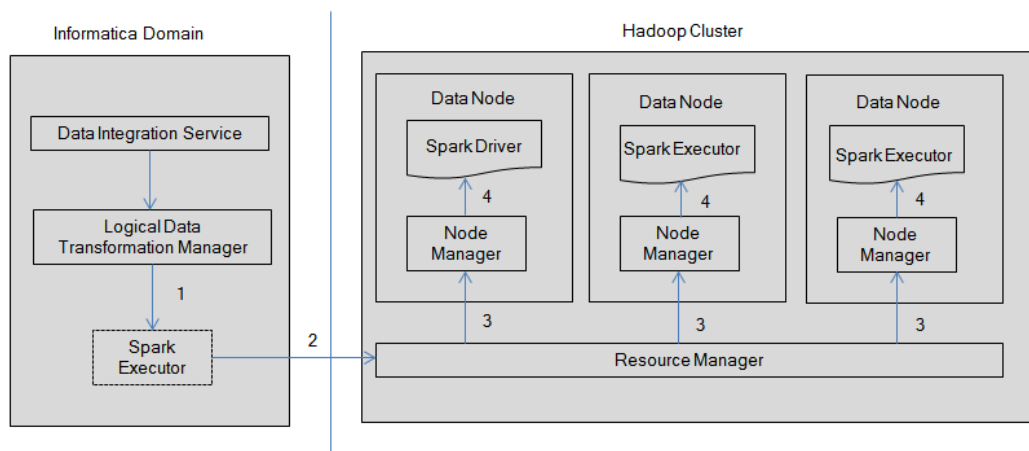 Informatica Domain
Hadoop Cluster
Data Integration Service
Logical Data
Transformation Manager
1
Spark
Executor
2
Data Node
Spark Driver
4
Node
Manager
3
Data Node
Spark Executor
4
Node
Manager
3
Data Node
Spark Executor
4
Node
Manager
3
Resource Manager